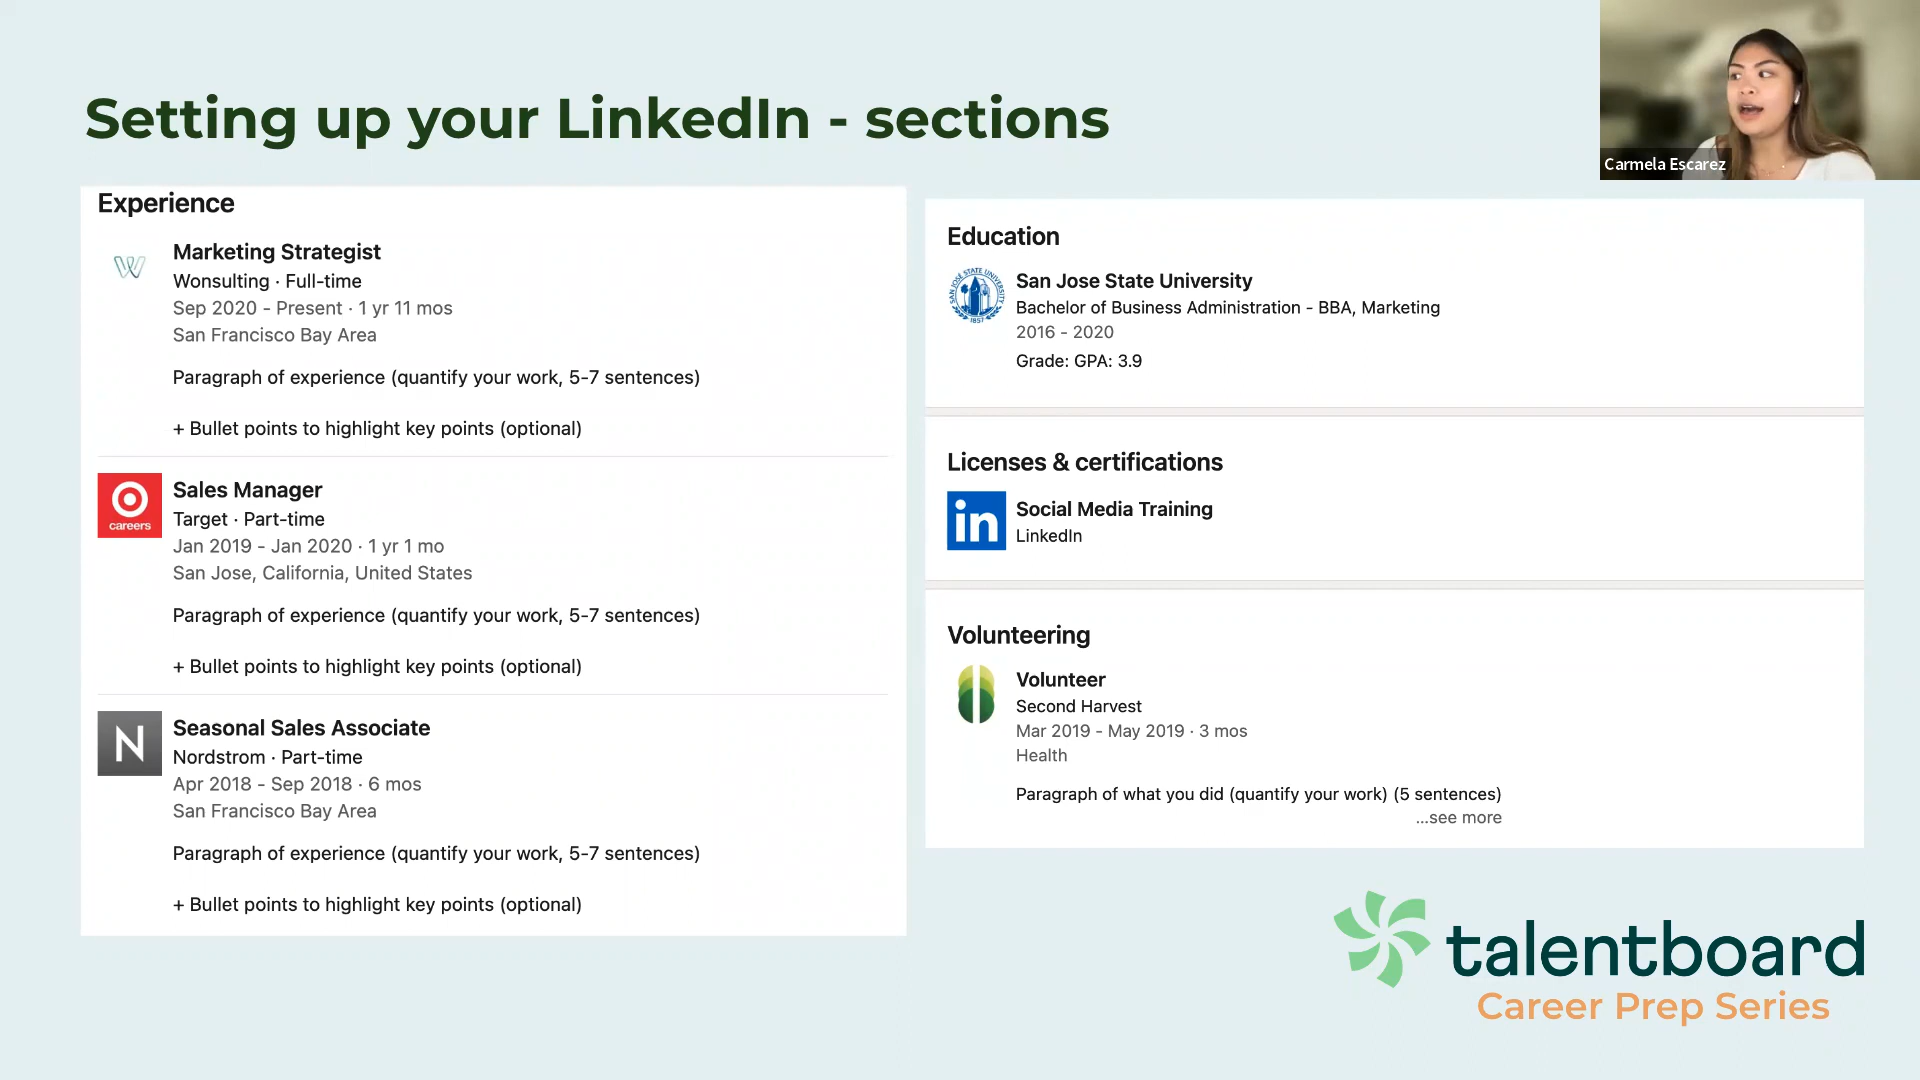 Setting up your LinkedIn - sections
Carmela Escarez
Experience
Marketing Strategist
Wonsulting · Full-time
Sep 2020 - Present · 1 yr 11 mos
San Francisco Bay Area
Paragraph of experience (quantify your work, 5-7 sentences)
+ Bullet points to highlight key points (optional)
careers
Sales Manager
Target · Part-time
Jan 2019 - Jan 2020 · 1 yr 1 mo
San Jose, California, United States
Paragraph of experience (quantify your work, 5-7 sentences)
+ Bullet points to highlight key points (optional)
N
Seasonal Sales Associate
Nordstrom · Part-time
Apr 2018 - Sep 2018 · 6 mos
San Francisco Bay Area
Paragraph of experience (quantify your work, 5-7 sentences)
+ Bullet points to highlight key points (optional)
Education
SAN JOSÉ STATE UNIVERSITY
1857
San Jose State University
Bachelor of Business Administration - BBA, Marketing
2016 - 2020
Grade: GPA: 3.9
Licenses & certifications
in
Social Media Training
LinkedIn
Volunteering
Volunteer
Second Harvest
Mar 2019 - May 2019 · 3 mos
Health
Paragraph of what you did (quantify your work) (5 sentences)
...see more
talentboard
Career Prep Series